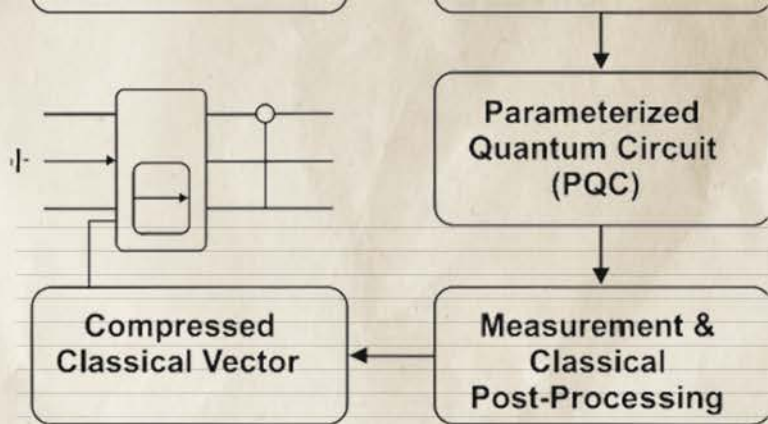 Parameterized
Quantum Circuit
(PQC)
Compressed
Classical Vector
Measurement &
Classical
Post-Processing